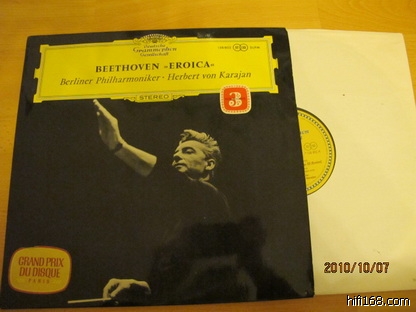 Deutsche
Grammophon
Gesellschaft
BEETHOVEN »EROICA«
Berliner Philharmoniker · Herbert von Karajan
STEREO
3
GRAND PRIX
DU DISQUE
PARIS
2010/10/07
hifi168.com